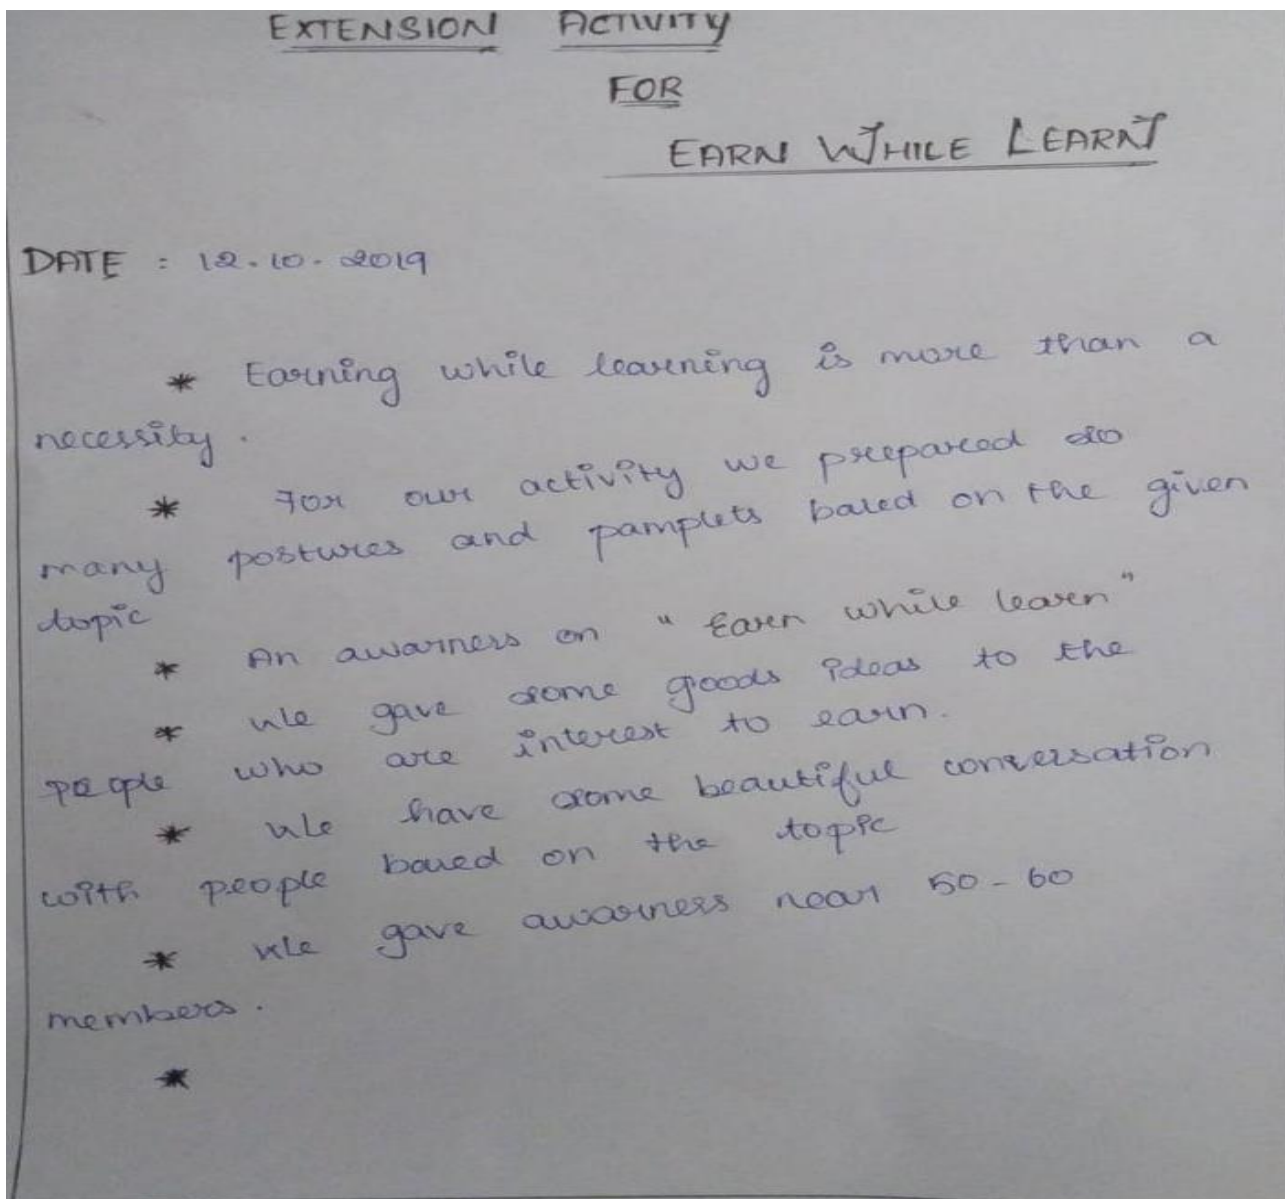 EXTENSION ACTIVITY
FOR
EARN WHILE LEARNT
DATE : 12.10.2019
* Earning while learning is more than a
necessity.
* For our activity we prepared so
many postures and pamplets based on the given
topic
* An awarness on " Earn while learn "
* We gave some goods ideas to the
people who are interest to earn.
* We have some beautiful conversation
with people based on the topic
* We gave awarness near 50-60
members.
*